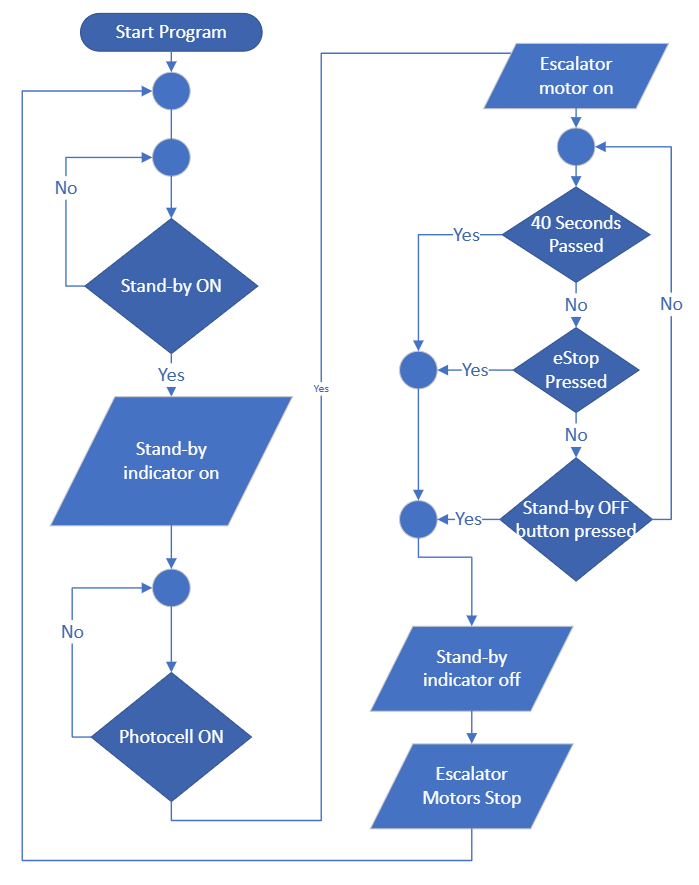 Start Program
No
Stand-by ON
Yes
Stand-by
indicator on
No
Photocell ON
Yes
Escalator
motor on
40 Seconds
Passed
Yes
No
No
eStop
Pressed
Yes
No
Stand-by OFF
button pressed
Yes
Stand-by
indicator off
Escalator
Motors Stop